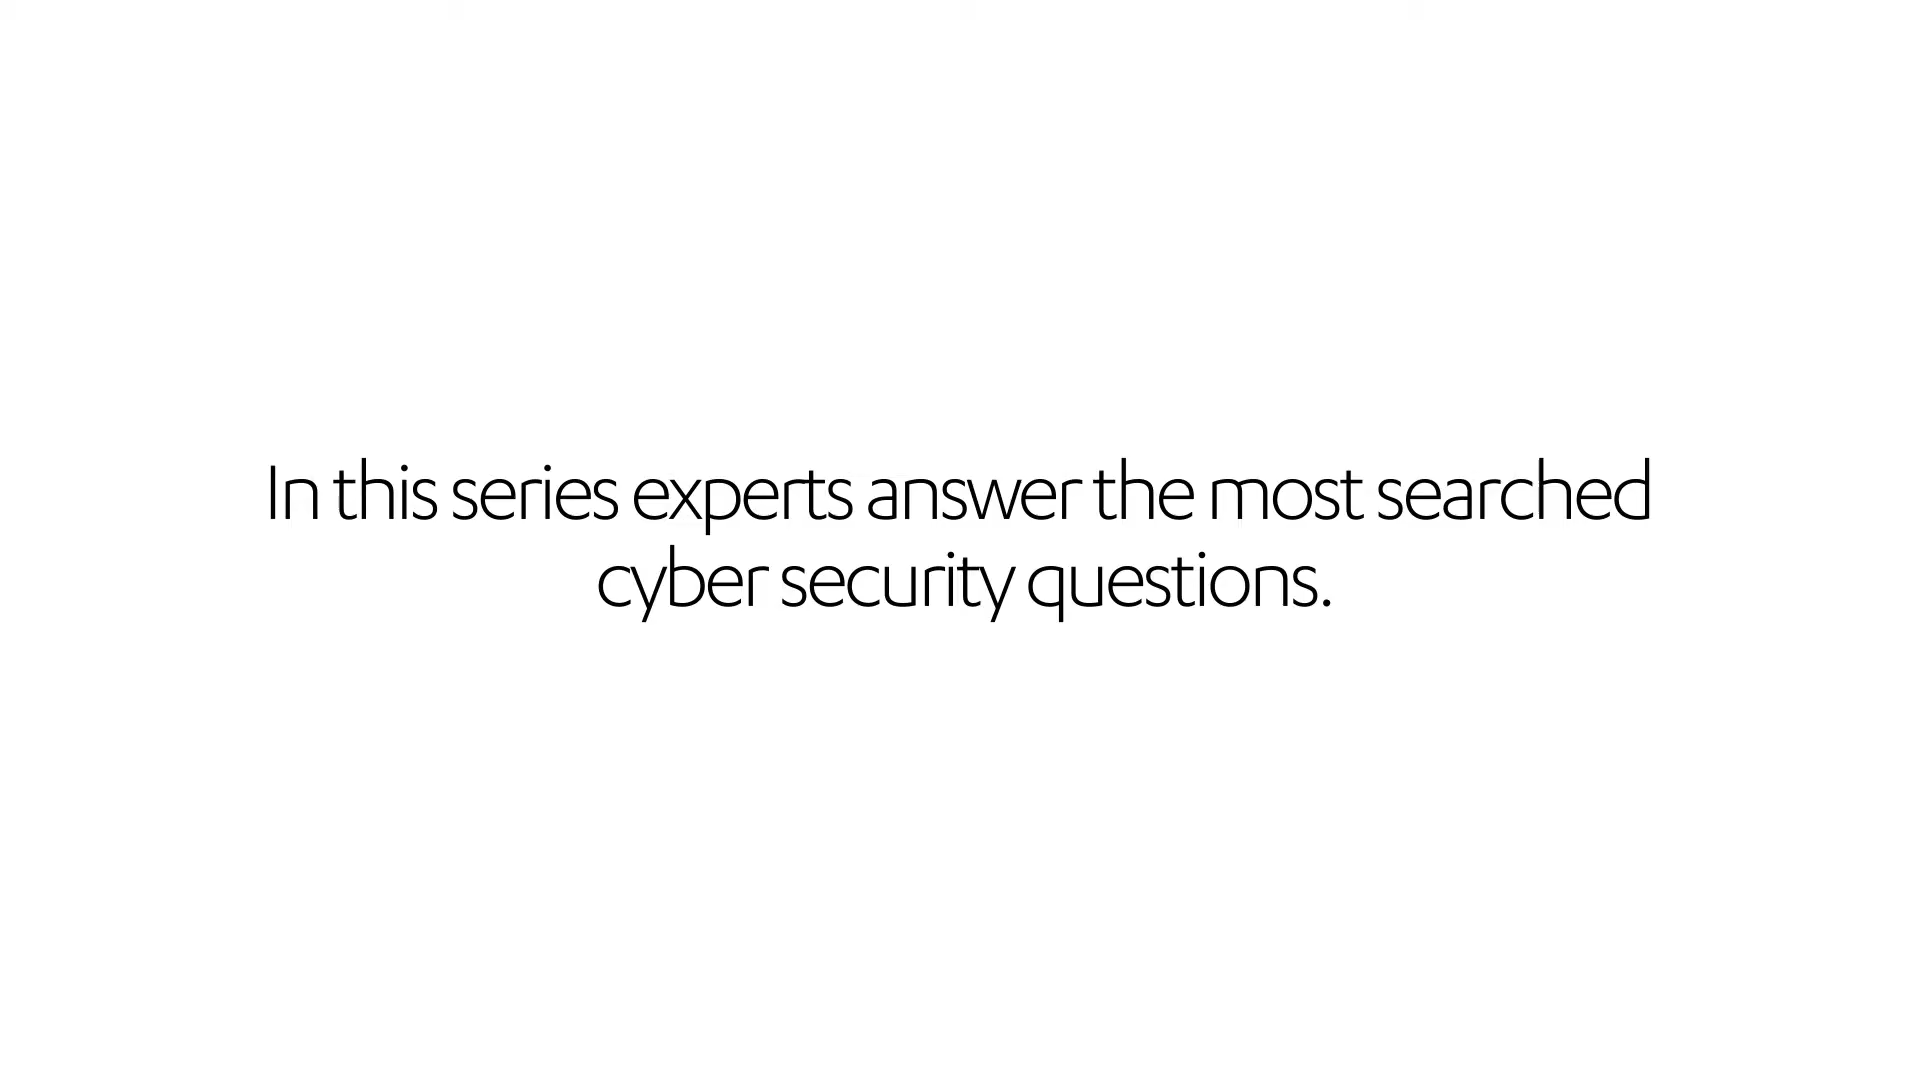 In this series experts answer the most searched
cyber security questions.